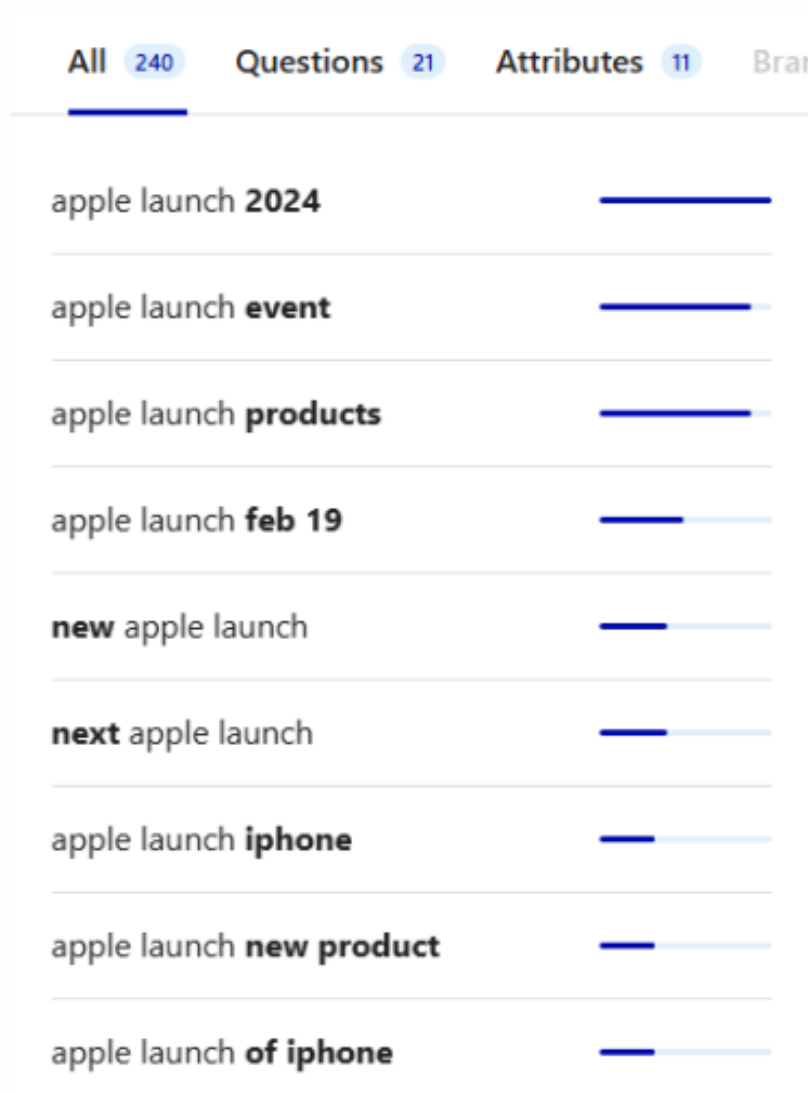 All 240 Questions 21 Attributes 11
apple launch 2024
apple launch event
apple launch products
apple launch feb 19
new apple launch
next apple launch
apple launch iphone
apple launch new product
apple launch of iphone